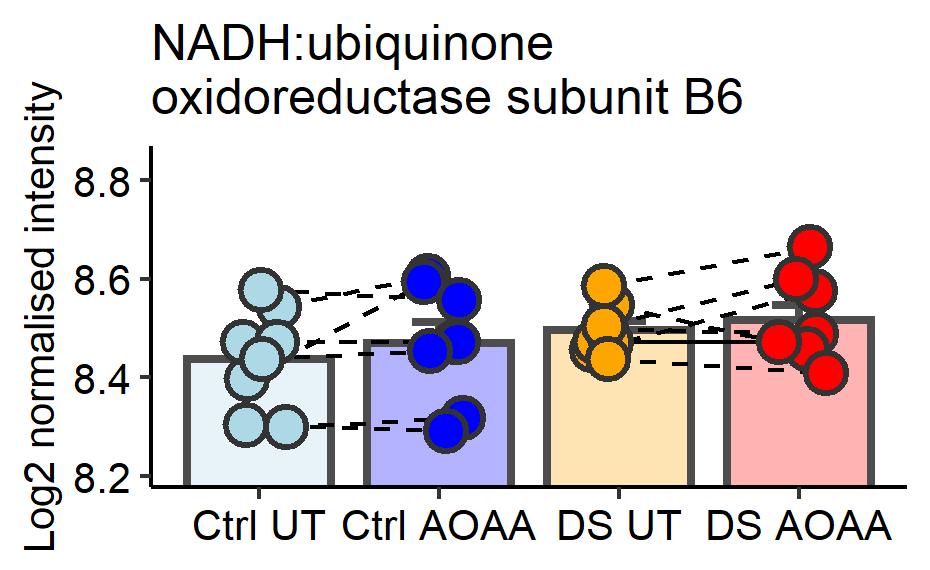 NADH:ubiquinone
oxidoreductase subunit B6
Log2 normalised intensity
8.8
8.6
8.4
8.2
Ctrl UT
Ctrl AOAA
DS UT
DS AOAA